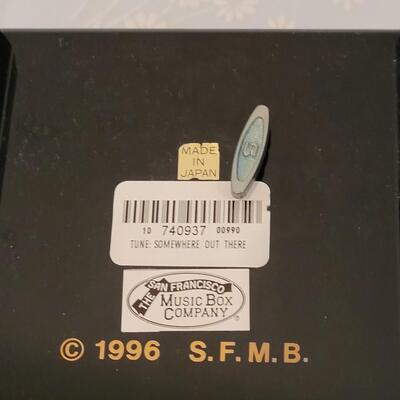 MADE
IN
JAPAN
S
10 740937 00990
TUNE: SOMEWHERE OUT THERE
THE SAN FRANCISCO
MUSIC BOX
COMPANY®
© 1996 S.F.M.B.